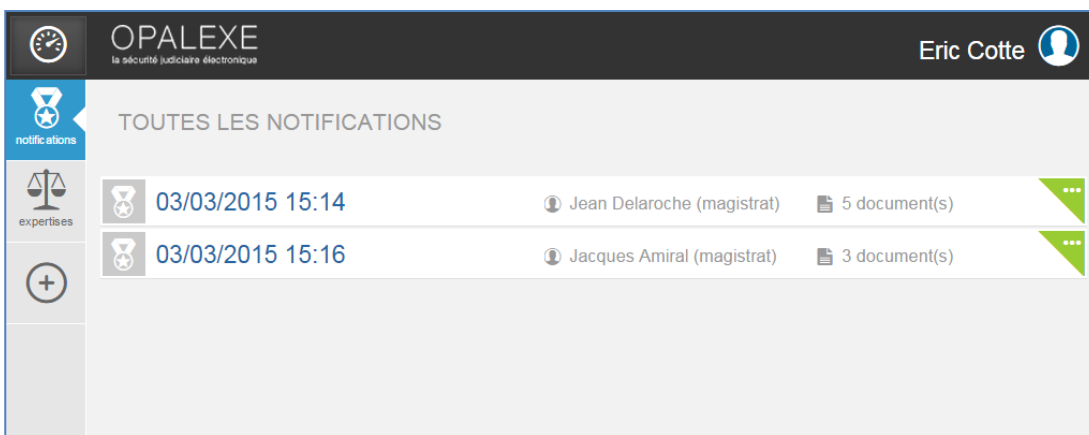 OPALEXE
la sécurité judiciaire électronique
Eric Cotte
notifications
TOUTES LES NOTIFICATIONS
expertises
03/03/2015 15:14 Jean Delaroche (magistrat) 5 document(s)
03/03/2015 15:16 Jacques Amiral (magistrat) 3 document(s)